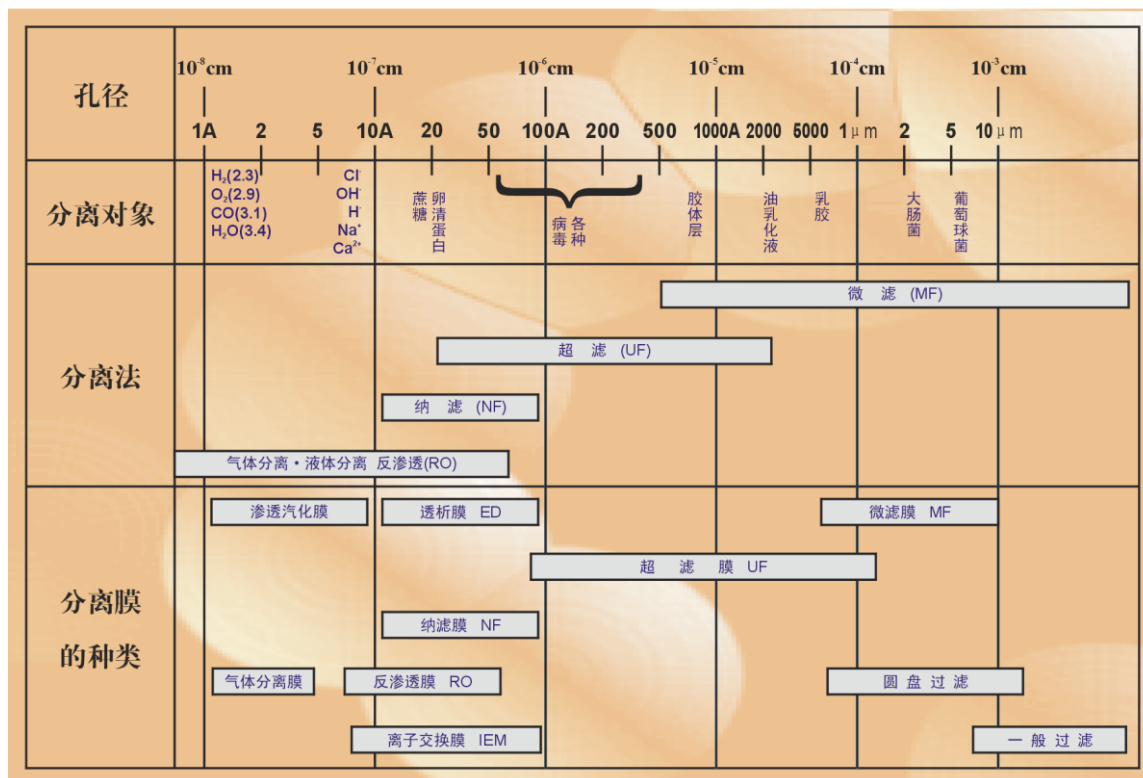 孔径
10⁻⁸cm 10⁻⁷cm 10⁻⁶cm 10⁻⁵cm 10⁻⁴cm 10⁻³cm
1A 2 5 10A 20 50 100A 200 500 1000A 2000 5000 1μm 2 5 10μm
分离对象
H₂(2.3)
O₂(2.9)
CO(3.1)
H₂O(3.4)
Cl⁻
OH⁻
H⁻
Na⁺
Ca²⁺
蔗糖
卵清蛋白
各种
病毒
胶体层
油乳化液
乳胶
大肠菌
葡萄球菌
分离法
微 滤 (MF)
超 滤 (UF)
纳 滤 (NF)
气体分离・液体分离 反渗透(RO)
分离膜
的种类
渗透汽化膜 透析膜 ED 微滤膜 MF
超 滤 膜 UF
纳滤膜 NF
气体分离膜 反渗透膜 RO 圆 盘 过 滤
离子交换膜 IEM 一 般 过 滤